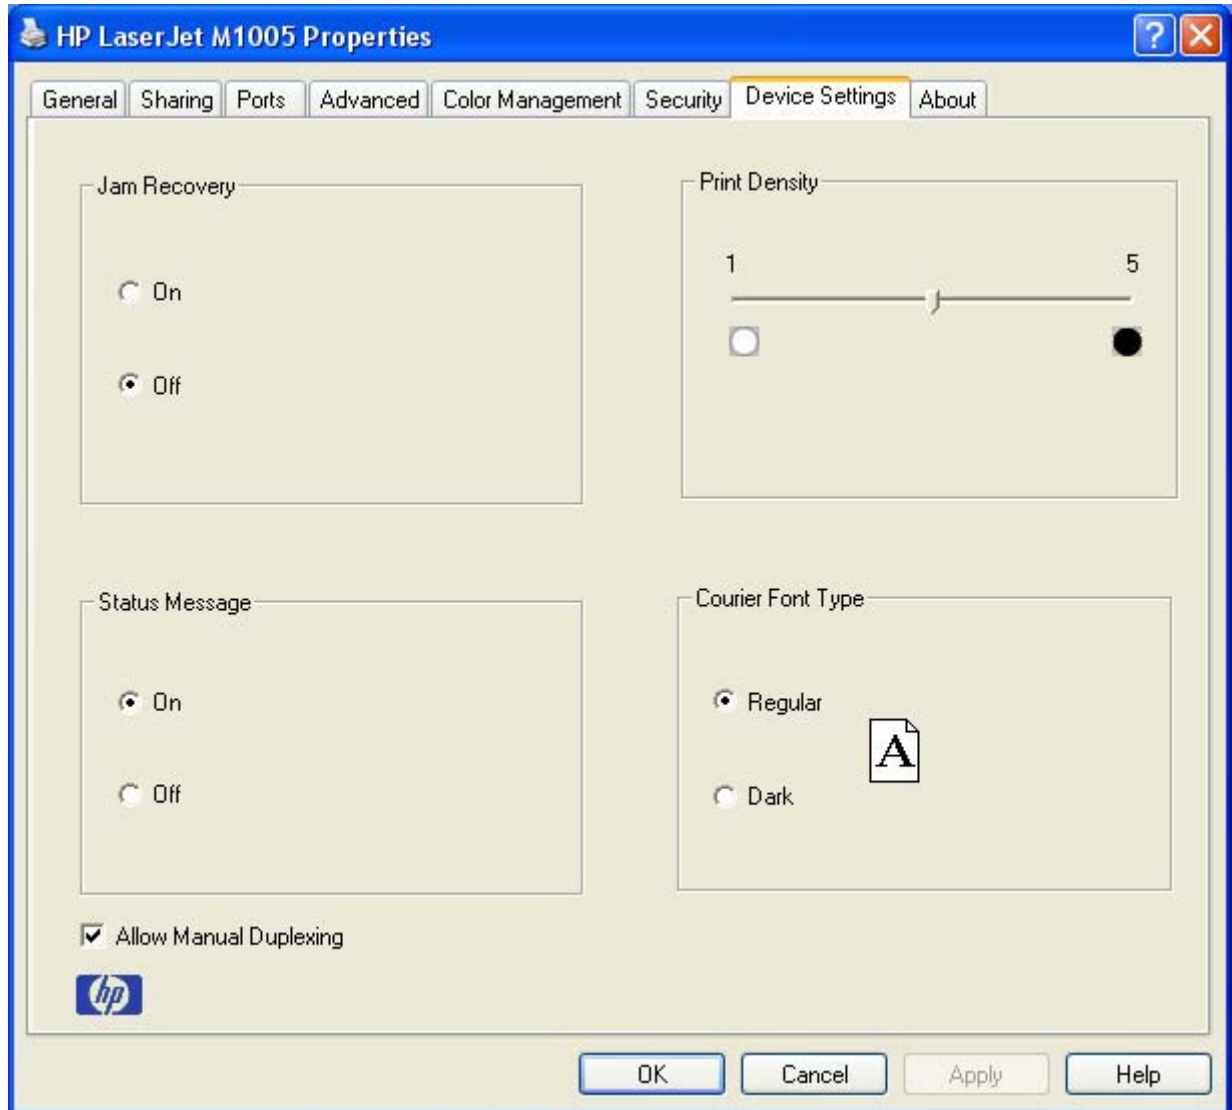 HP LaserJet M1005 Properties
General Sharing Ports Advanced Color Management Security Device Settings About
Jam Recovery
On
Off
Print Density
1 5
Status Message
On
Off
Courier Font Type
Regular
A
Dark
Allow Manual Duplexing
hp
OK Cancel Apply Help